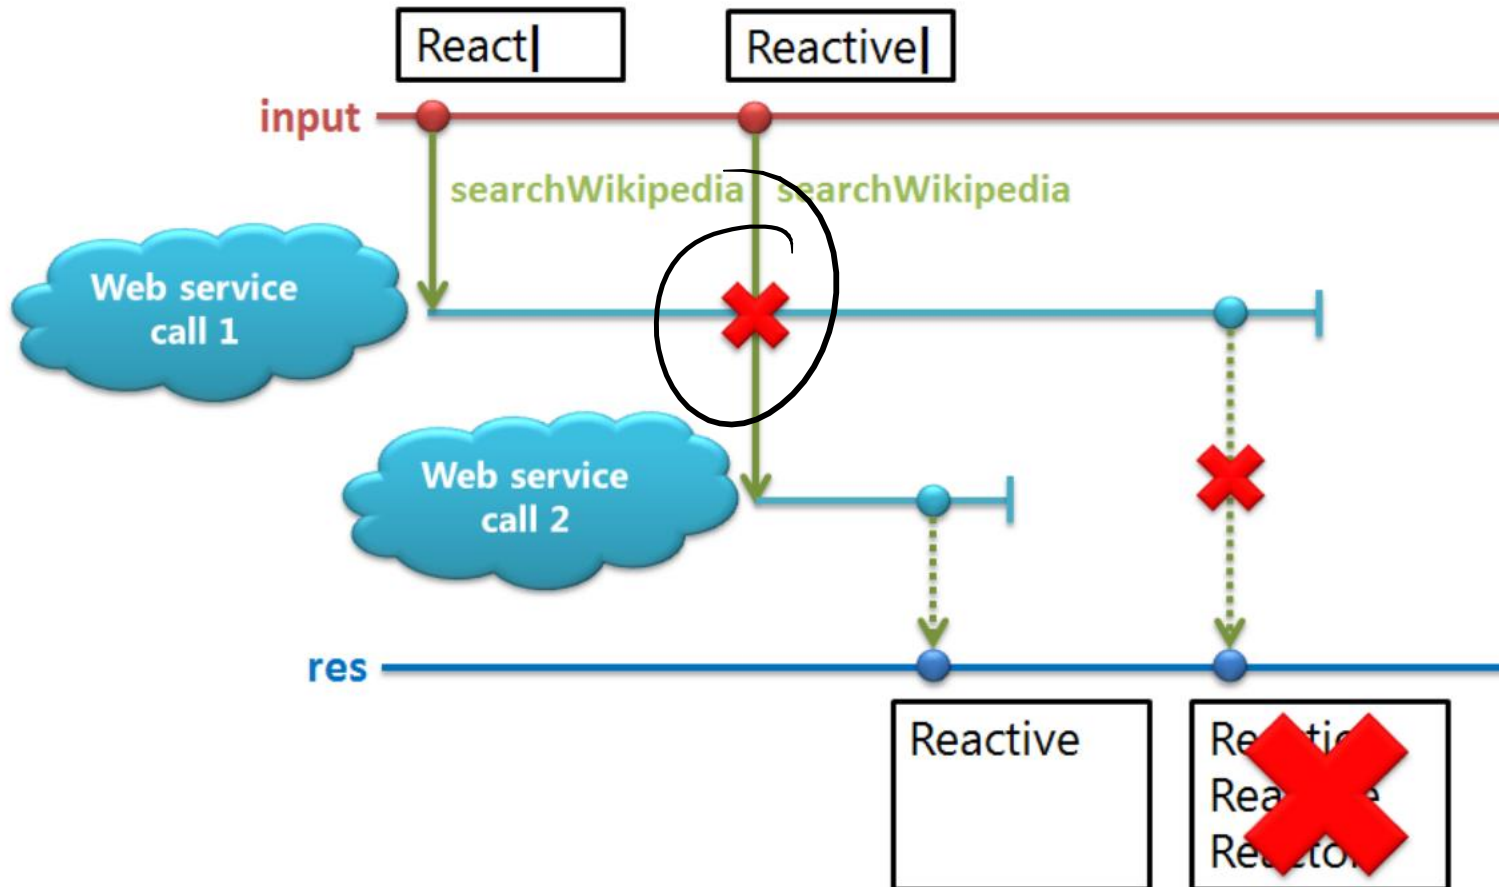 React
Reactive
input
searchWikipedia
searchWikipedia
Web service
call 1
Web service
call 2
res
Reactive